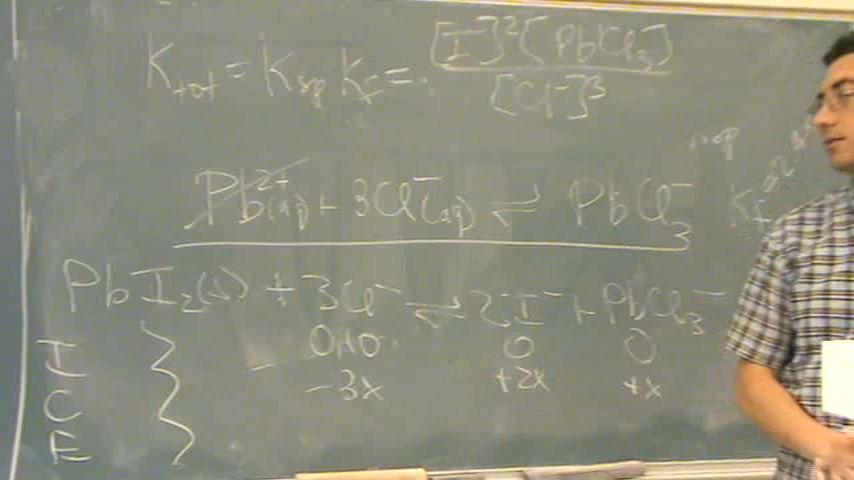 K_tot = K_sp K_f = [I⁻]²[PbCl₃⁻] / [Cl⁻]³
Pb²⁺(aq) + 3Cl⁻(aq) ⇌ PbCl₃⁻ K_f
PbI₂(s) + 3Cl⁻ ⇌ 2I⁻ + PbCl₃⁻
I 0.10 0 0
C -3x +2x +x
E